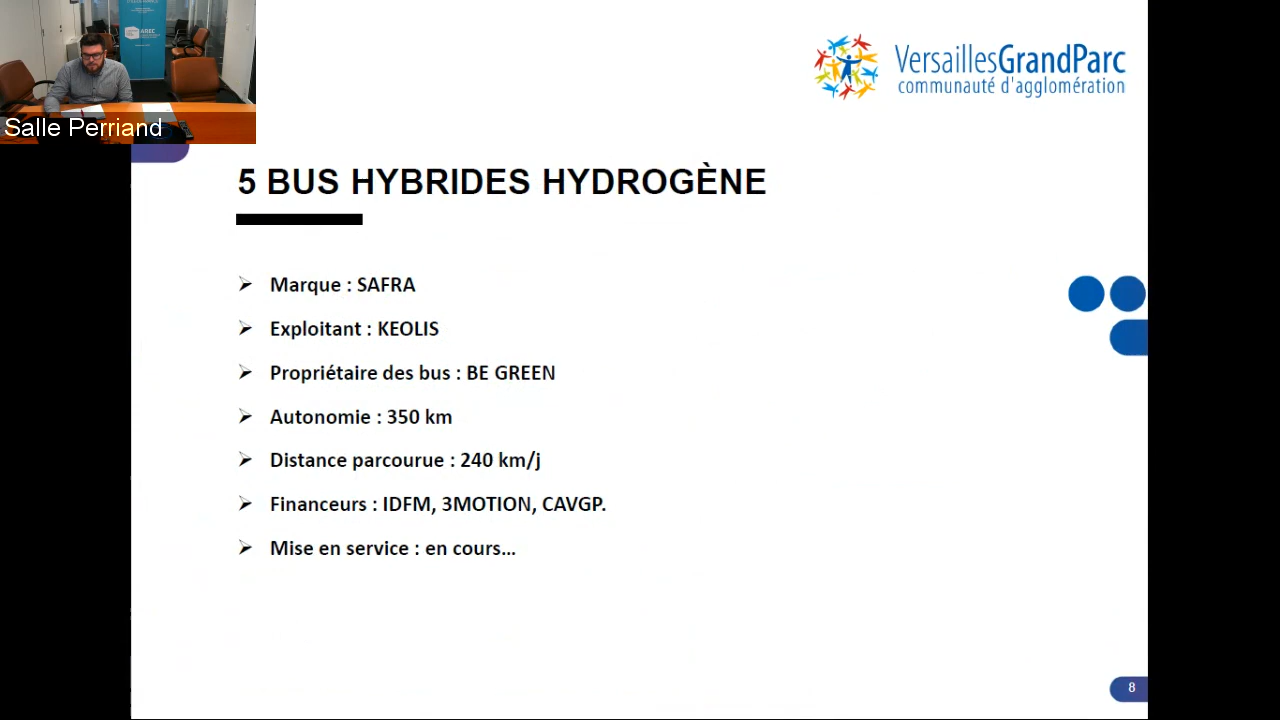 AREC
Salle Perriand
VersaillesGrandParc
communauté d'agglomération
5 BUS HYBRIDES HYDROGÈNE
Marque : SAFRA
Exploitant : KEOLIS
Propriétaire des bus : BE GREEN
Autonomie : 350 km
Distance parcourue : 240 km/j
Financeurs : IDFM, 3MOTION, CAVGP.
Mise en service : en cours...
8